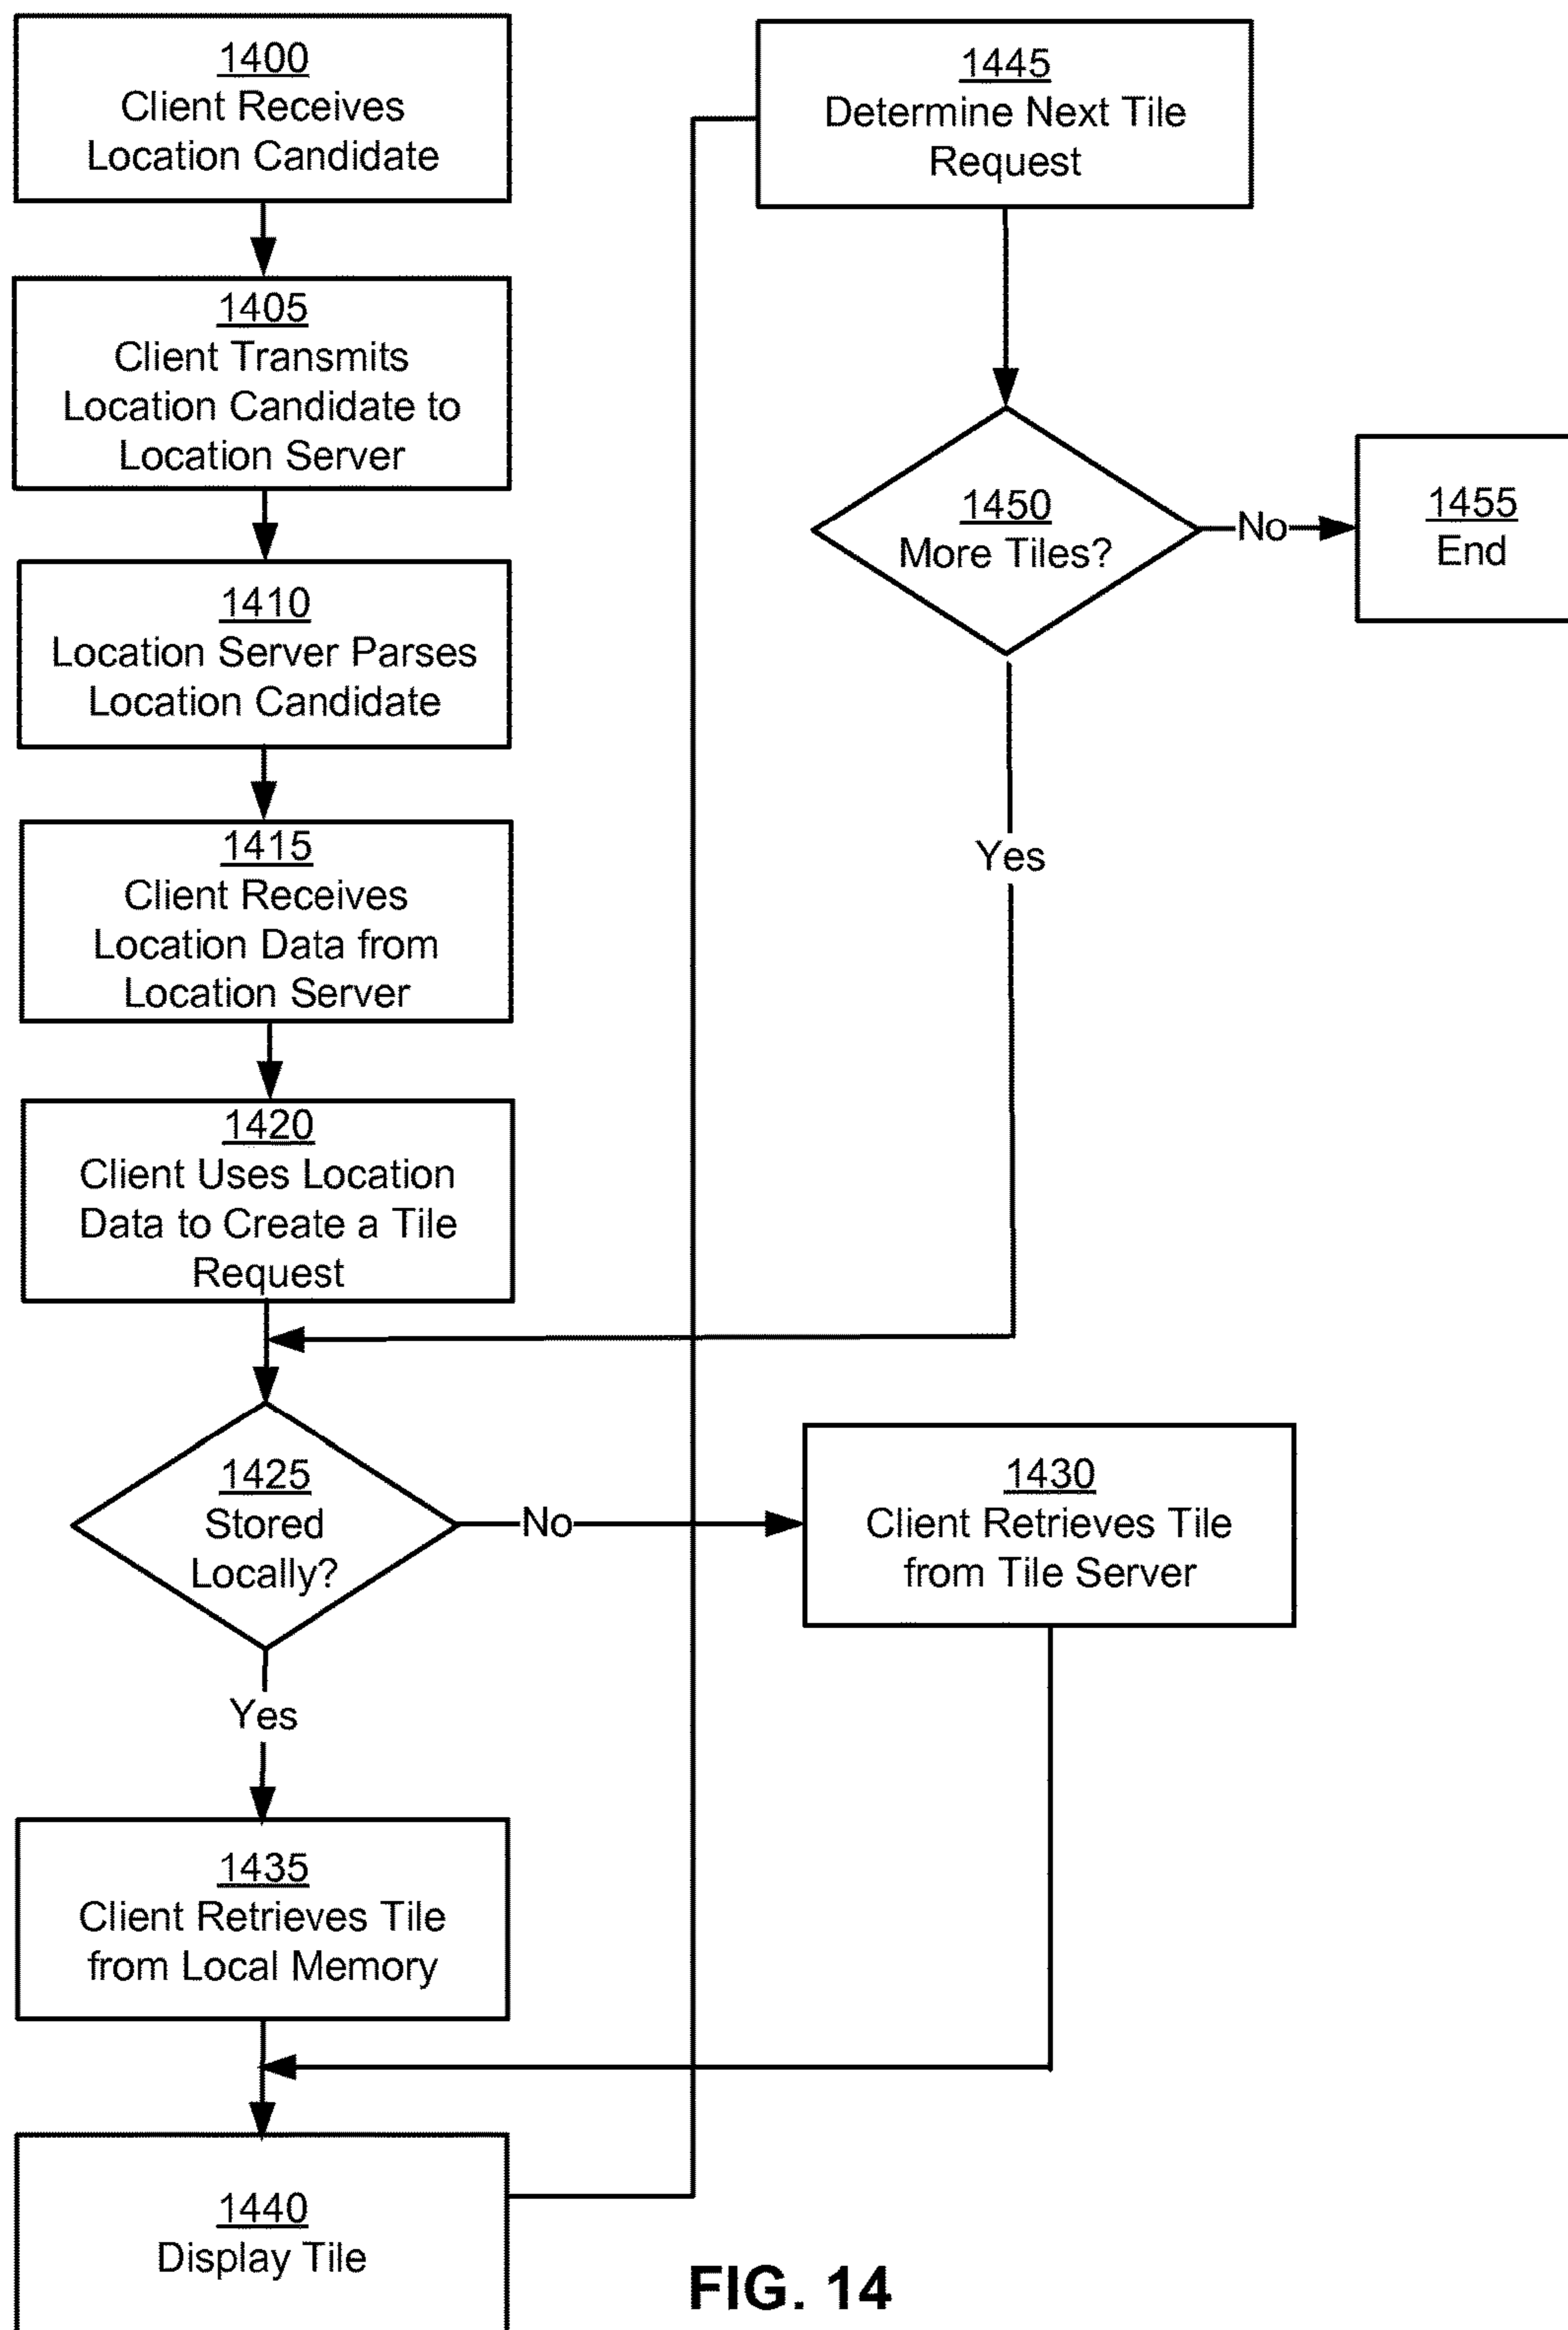 1400
Client Receives
Location Candidate
1405
Client Transmits
Location Candidate to
Location Server
1410
Location Server Parses
Location Candidate
1415
Client Receives
Location Data from
Location Server
1420
Client Uses Location
Data to Create a Tile
Request
1425
Stored
Locally?
No
Yes
1430
Client Retrieves Tile
from Tile Server
1435
Client Retrieves Tile
from Local Memory
1440
Display Tile
1445
Determine Next Tile
Request
1450
More Tiles?
No
Yes
1455
End
FIG. 14